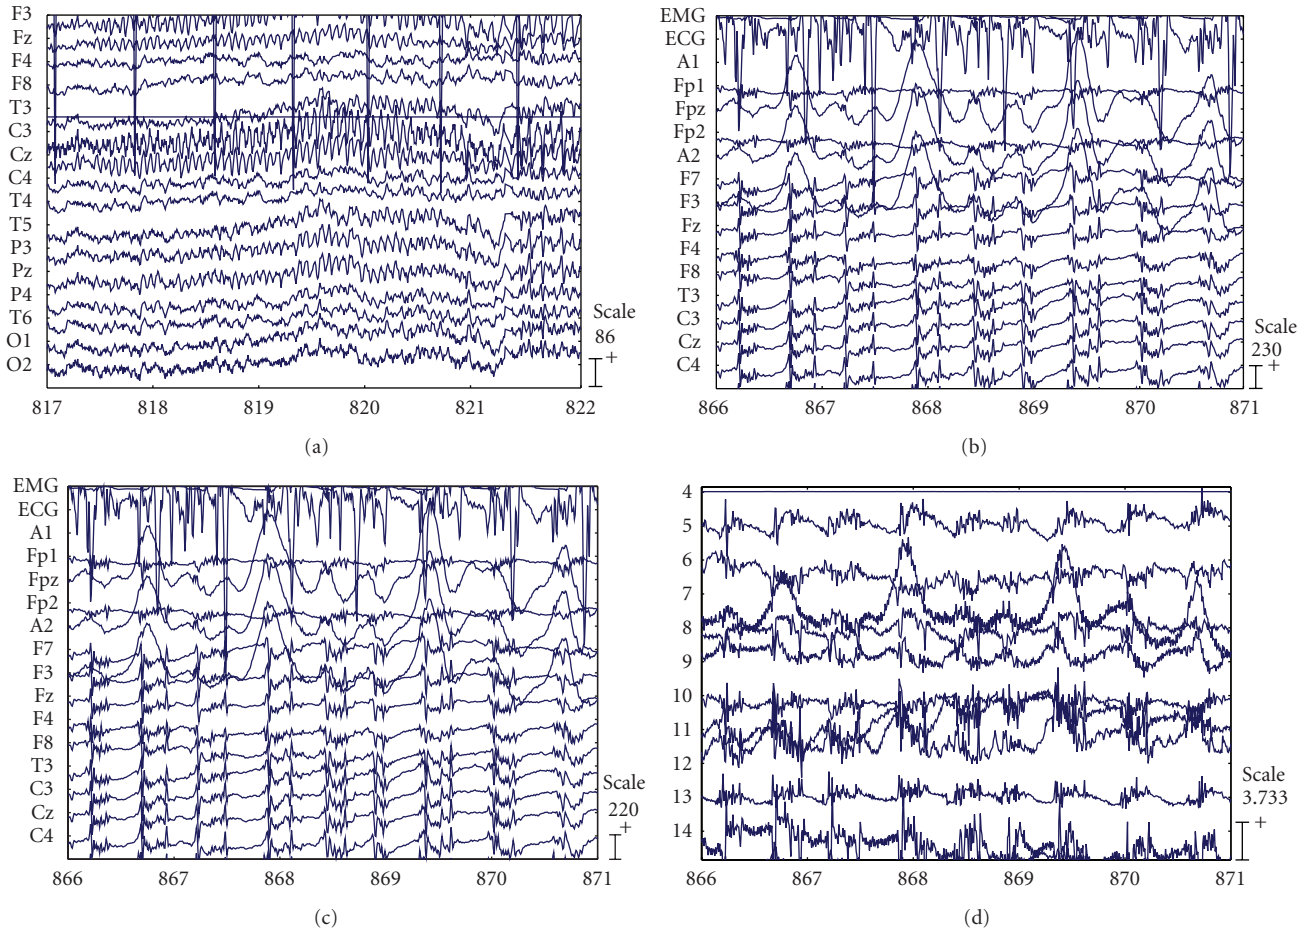 F3
Fz
F4
F8
T3
C3
Cz
C4
T4
T5
P3
Pz
P4
T6
O1
O2
Scale
86
+
817 818 819 820 821 822
(a)
EMG
ECG
A1
Fp1
Fpz
Fp2
A2
F7
F3
Fz
F4
F8
T3
C3
Cz
C4
Scale
230
+
866 867 868 869 870 871
(b)
EMG
ECG
A1
Fp1
Fpz
Fp2
A2
F7
F3
Fz
F4
F8
T3
C3
Cz
C4
Scale
220
+
866 867 868 869 870 871
(c)
4
5
6
7
8
9
10
11
12
13
14
Scale
3.733
+
866 867 868 869 870 871
(d)